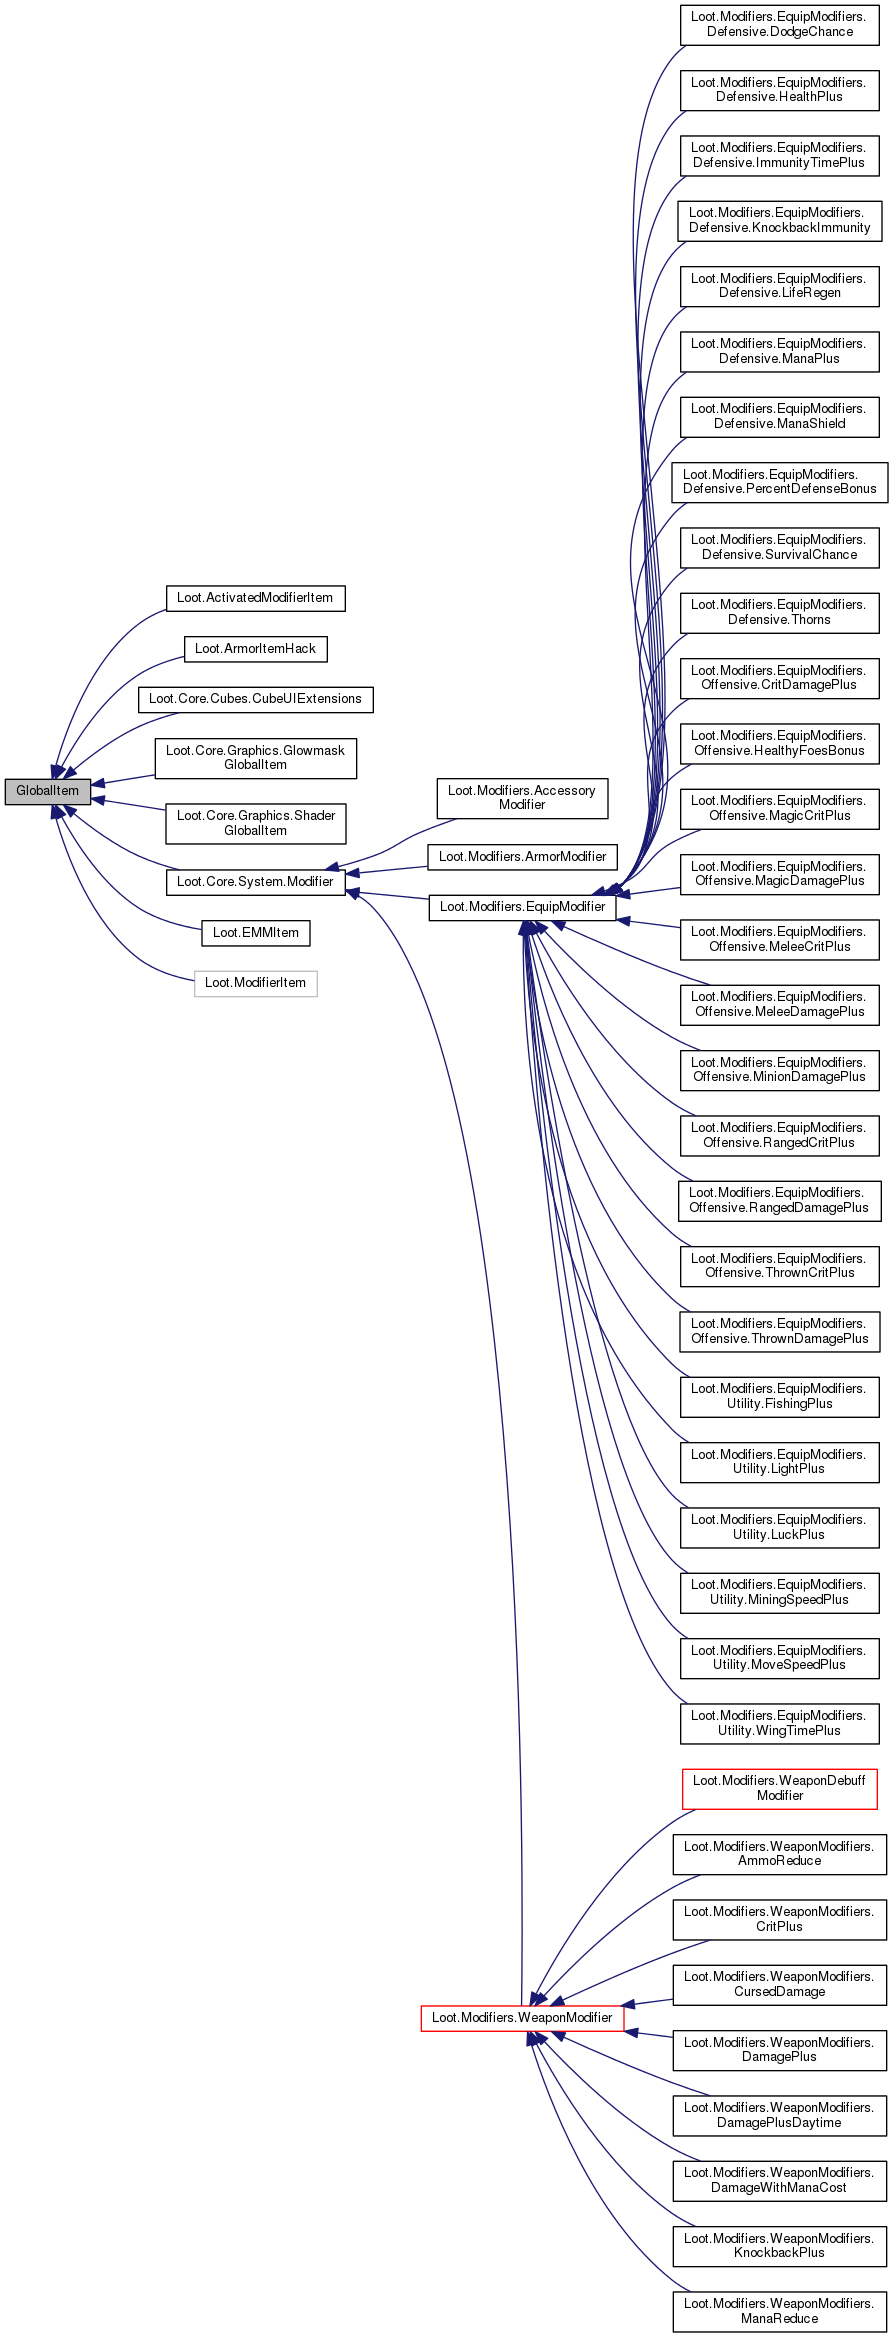 GlobalItem
Loot.ActivatedModifierItem
Loot.ArmorItemHack
Loot.Core.Cubes.CubeUIExtensions
Loot.Core.Graphics.Glowmask
GlobalItem
Loot.Core.Graphics.Shader
GlobalItem
Loot.Core.System.Modifier
Loot.EMMItem
Loot.ModifierItem
Loot.Modifiers.Accessory
Modifier
Loot.Modifiers.ArmorModifier
Loot.Modifiers.EquipModifier
Loot.Modifiers.WeaponModifier
Loot.Modifiers.EquipModifiers.
Defensive.DodgeChance
Loot.Modifiers.EquipModifiers.
Defensive.HealthPlus
Loot.Modifiers.EquipModifiers.
Defensive.ImmunityTimePlus
Loot.Modifiers.EquipModifiers.
Defensive.KnockbackImmunity
Loot.Modifiers.EquipModifiers.
Defensive.LifeRegen
Loot.Modifiers.EquipModifiers.
Defensive.ManaPlus
Loot.Modifiers.EquipModifiers.
Defensive.ManaShield
Loot.Modifiers.EquipModifiers.
Defensive.PercentDefenseBonus
Loot.Modifiers.EquipModifiers.
Defensive.SurvivalChance
Loot.Modifiers.EquipModifiers.
Defensive.Thorns
Loot.Modifiers.EquipModifiers.
Offensive.CritDamagePlus
Loot.Modifiers.EquipModifiers.
Offensive.HealthyFoesBonus
Loot.Modifiers.EquipModifiers.
Offensive.MagicCritPlus
Loot.Modifiers.EquipModifiers.
Offensive.MagicDamagePlus
Loot.Modifiers.EquipModifiers.
Offensive.MeleeCritPlus
Loot.Modifiers.EquipModifiers.
Offensive.MeleeDamagePlus
Loot.Modifiers.EquipModifiers.
Offensive.MinionDamagePlus
Loot.Modifiers.EquipModifiers.
Offensive.RangedCritPlus
Loot.Modifiers.EquipModifiers.
Offensive.RangedDamagePlus
Loot.Modifiers.EquipModifiers.
Offensive.ThrownCritPlus
Loot.Modifiers.EquipModifiers.
Offensive.ThrownDamagePlus
Loot.Modifiers.EquipModifiers.
Utility.FishingPlus
Loot.Modifiers.EquipModifiers.
Utility.LightPlus
Loot.Modifiers.EquipModifiers.
Utility.LuckPlus
Loot.Modifiers.EquipModifiers.
Utility.MiningSpeedPlus
Loot.Modifiers.EquipModifiers.
Utility.MoveSpeedPlus
Loot.Modifiers.EquipModifiers.
Utility.WingTimePlus
Loot.Modifiers.WeaponDebuff
Modifier
Loot.Modifiers.WeaponModifiers.
AmmoReduce
Loot.Modifiers.WeaponModifiers.
CritPlus
Loot.Modifiers.WeaponModifiers.
CursedDamage
Loot.Modifiers.WeaponModifiers.
DamagePlus
Loot.Modifiers.WeaponModifiers.
DamagePlusDaytime
Loot.Modifiers.WeaponModifiers.
DamageWithManaCost
Loot.Modifiers.WeaponModifiers.
KnockbackPlus
Loot.Modifiers.WeaponModifiers.
ManaReduce